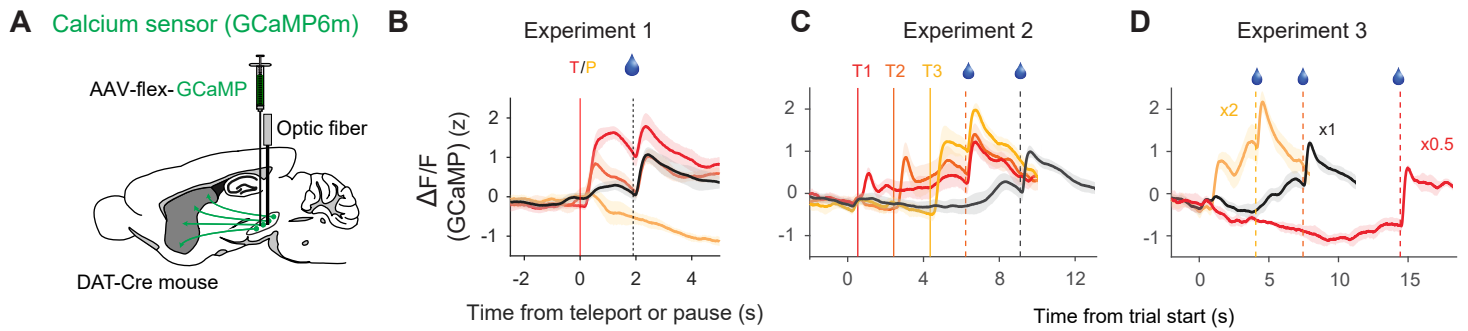 A
Calcium sensor (GCaMP6m)
AAV-flex-GCaMP
Optic fiber
DAT-Cre mouse
B
Experiment 1
T/P
2
1
0
-1
ΔF/F
(GCaMP) (z)
-2
0
2
4
Time from teleport or pause (s)
C
Experiment 2
T1
T2
T3
2
1
0
-1
0
4
8
12
D
Experiment 3
x2
x1
x0.5
2
1
0
-1
0
5
10
15
Time from trial start (s)